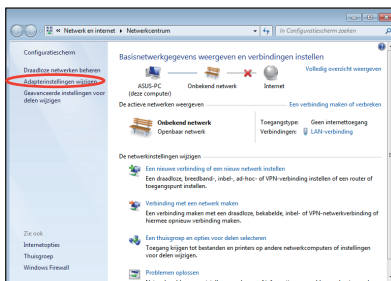 « Netwerk en internet ▸ Netwerkcentrum
In Configuratiescherm zoeken
Configuratiescherm
Draadloze netwerken beheren
Adapterinstellingen wijzigen
Geavanceerde instellingen voor
delen wijzigen
Basisnetwerkgegevens weergeven en verbindingen instellen
Volledig overzicht weergeven
ASUS-PC
(deze computer)
Onbekend netwerk
Internet
De actieve netwerken weergeven
Een verbinding maken of verbreken
Onbekend netwerk
Openbaar netwerk
Toegangstype: Geen internettoegang
Verbindingen: LAN-verbinding
De netwerkinstellingen wijzigen
Een nieuwe verbinding of een nieuw netwerk instellen
Een draadloze, breedband-, inbel-, ad-hoc- of VPN-verbinding instellen of een router of
toegangspunt instellen.
Verbinding met een netwerk maken
Een verbinding maken met een draadloze, bekabelde, inbel- of VPN-netwerkverbinding of
hiermee opnieuw verbinding maken.
Een thuisgroep en opties voor delen selecteren
Toegang krijgen tot bestanden en printers op andere netwerkcomputers of instellingen
voor delen wijzigen.
Problemen oplossen
Zie ook
Internetopties
Thuisgroep
Windows Firewall